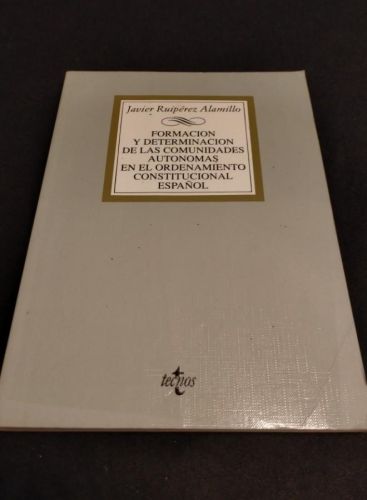 Javier Ruipérez Alamillo
FORMACION
Y DETERMINACION
DE LAS COMUNIDADES
AUTONOMAS
EN EL ORDENAMIENTO
CONSTITUCIONAL
ESPAÑOL
tecnos